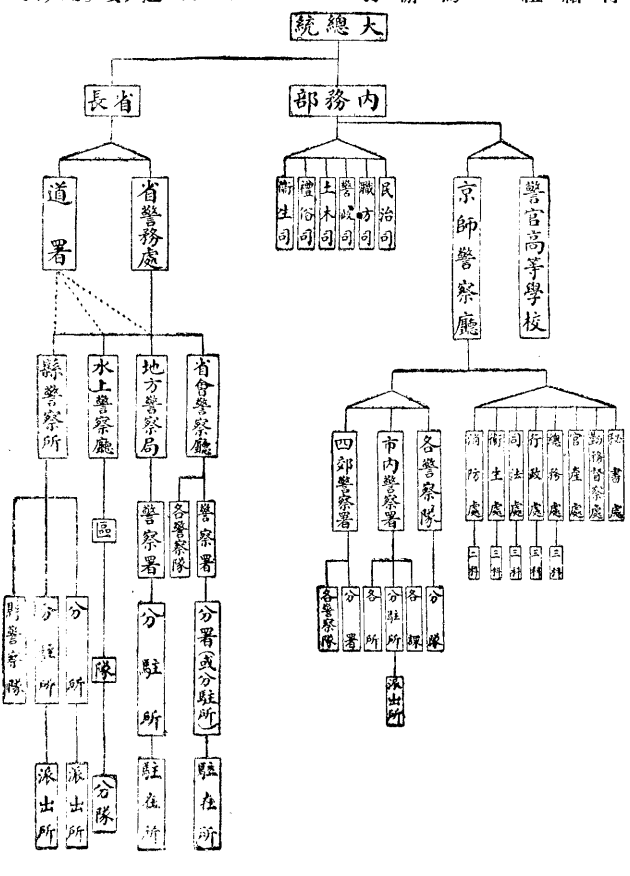 大總統
內務部
省長
警官高等學校
京師警察廳
民治司
職方司
警政司
土木司
禮俗司
衛生司
省警務處
道署
秘書處
勤務督察處
官產處
總務處
行政處
司法處
衛生處
消防處
三科
三科
三科
三科
二科
各警察隊
市內警察署
四郊警察署
分隊
各課
分駐所
各所
分署
各警察隊
派出所
省會警察廳
地方警察局
水上警察廳
縣警察所
警察署
各警察隊
警察署
區
分署(或分駐所)
分駐所
隊
分所
分駐所
縣警察隊
駐在所
駐在所
分隊
派出所
派出所